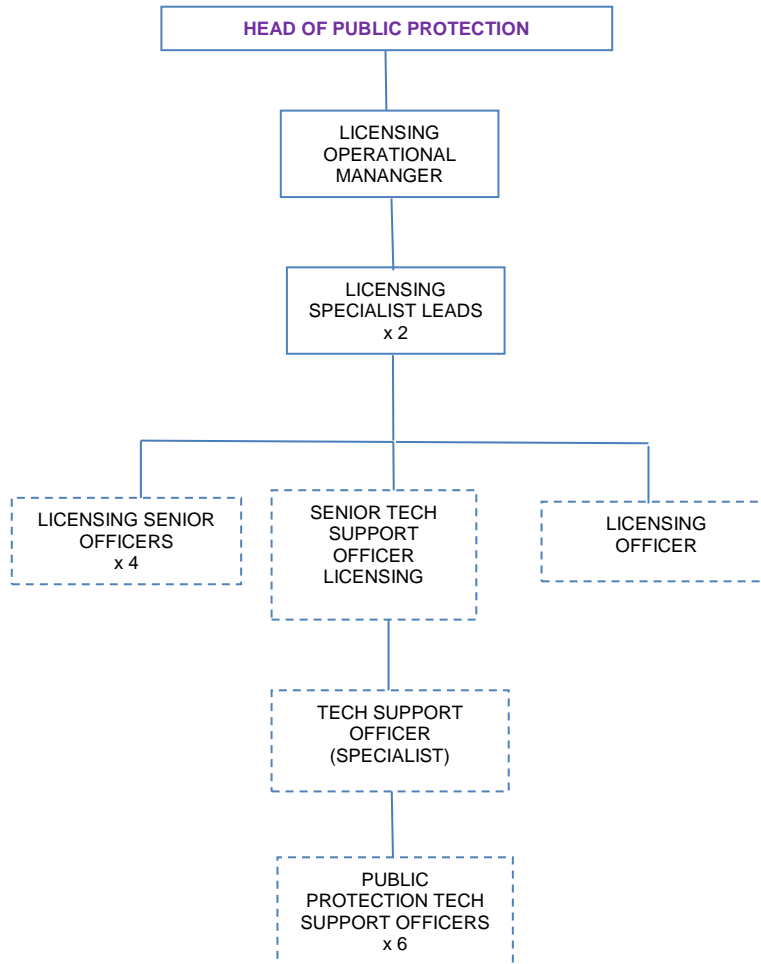 HEAD OF PUBLIC PROTECTION
LICENSING
OPERATIONAL
MANANGER
LICENSING
SPECIALIST LEADS
x 2
LICENSING SENIOR
OFFICERS
x 4
SENIOR TECH
SUPPORT
OFFICER
LICENSING
LICENSING
OFFICER
TECH SUPPORT
OFFICER
(SPECIALIST)
PUBLIC
PROTECTION TECH
SUPPORT OFFICERS
x 6